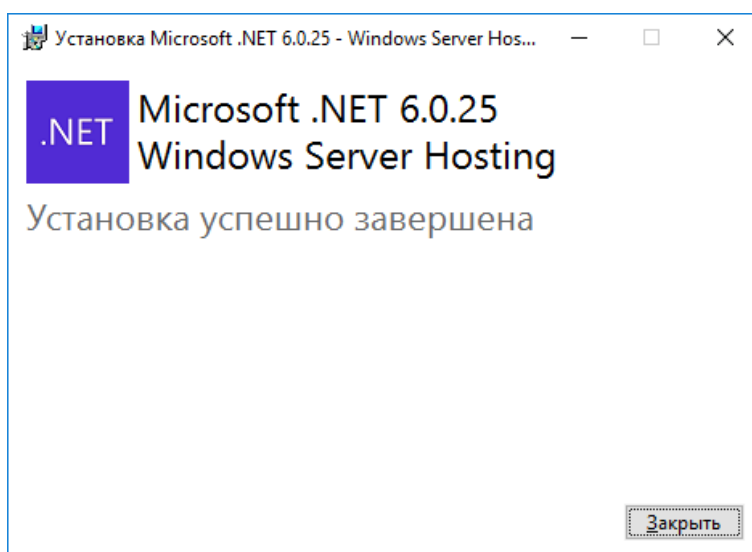 Установка Microsoft .NET 6.0.25 - Windows Server Hos...
.NET
Microsoft .NET 6.0.25
Windows Server Hosting
Установка успешно завершена
Закрыть